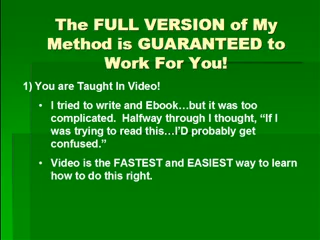 The FULL VERSION of My
Method is GUARANTEED to
Work For You!
1) You are Taught In Video!
• I tried to write and Ebook…but it was too
complicated. Halfway through I thought, “If I
was trying to read this…I’D probably get
confused.”
• Video is the FASTEST and EASIEST way to learn
how to do this right.